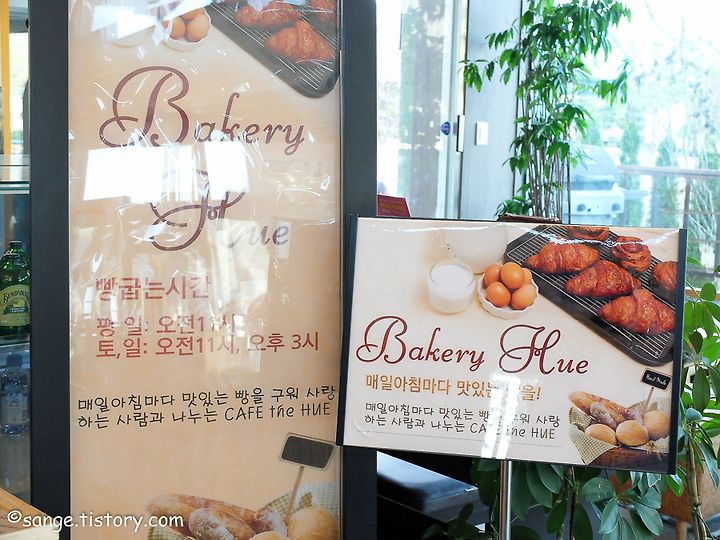 Bakery
Hue
빵굽는시간
평 일: 오전11시
토,일: 오전11시, 오후 3시
매일아침마다 맛있는 빵을 구워 사랑
하는 사람과 나누는 CAFE the HUE
Bakery Hue
매일아침마다 맛있는 빵을!
매일아침마다 맛있는 빵을 구워 사랑
하는 사람과 나누는 CAFE the HUE
©sange.tistory.com